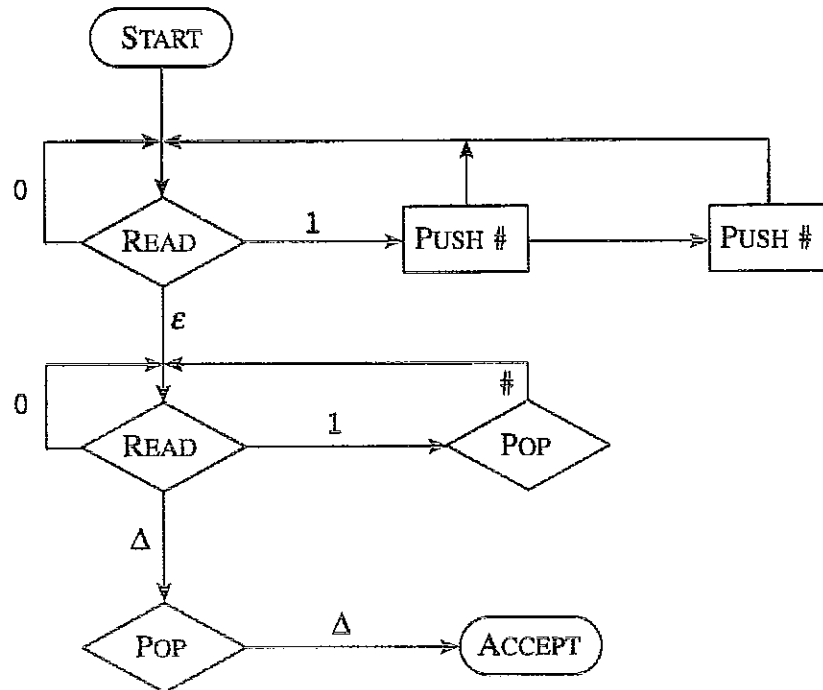 START
0
READ
1
PUSH #
PUSH #
ε
0
READ
1
#
POP
Δ
POP
Δ
ACCEPT